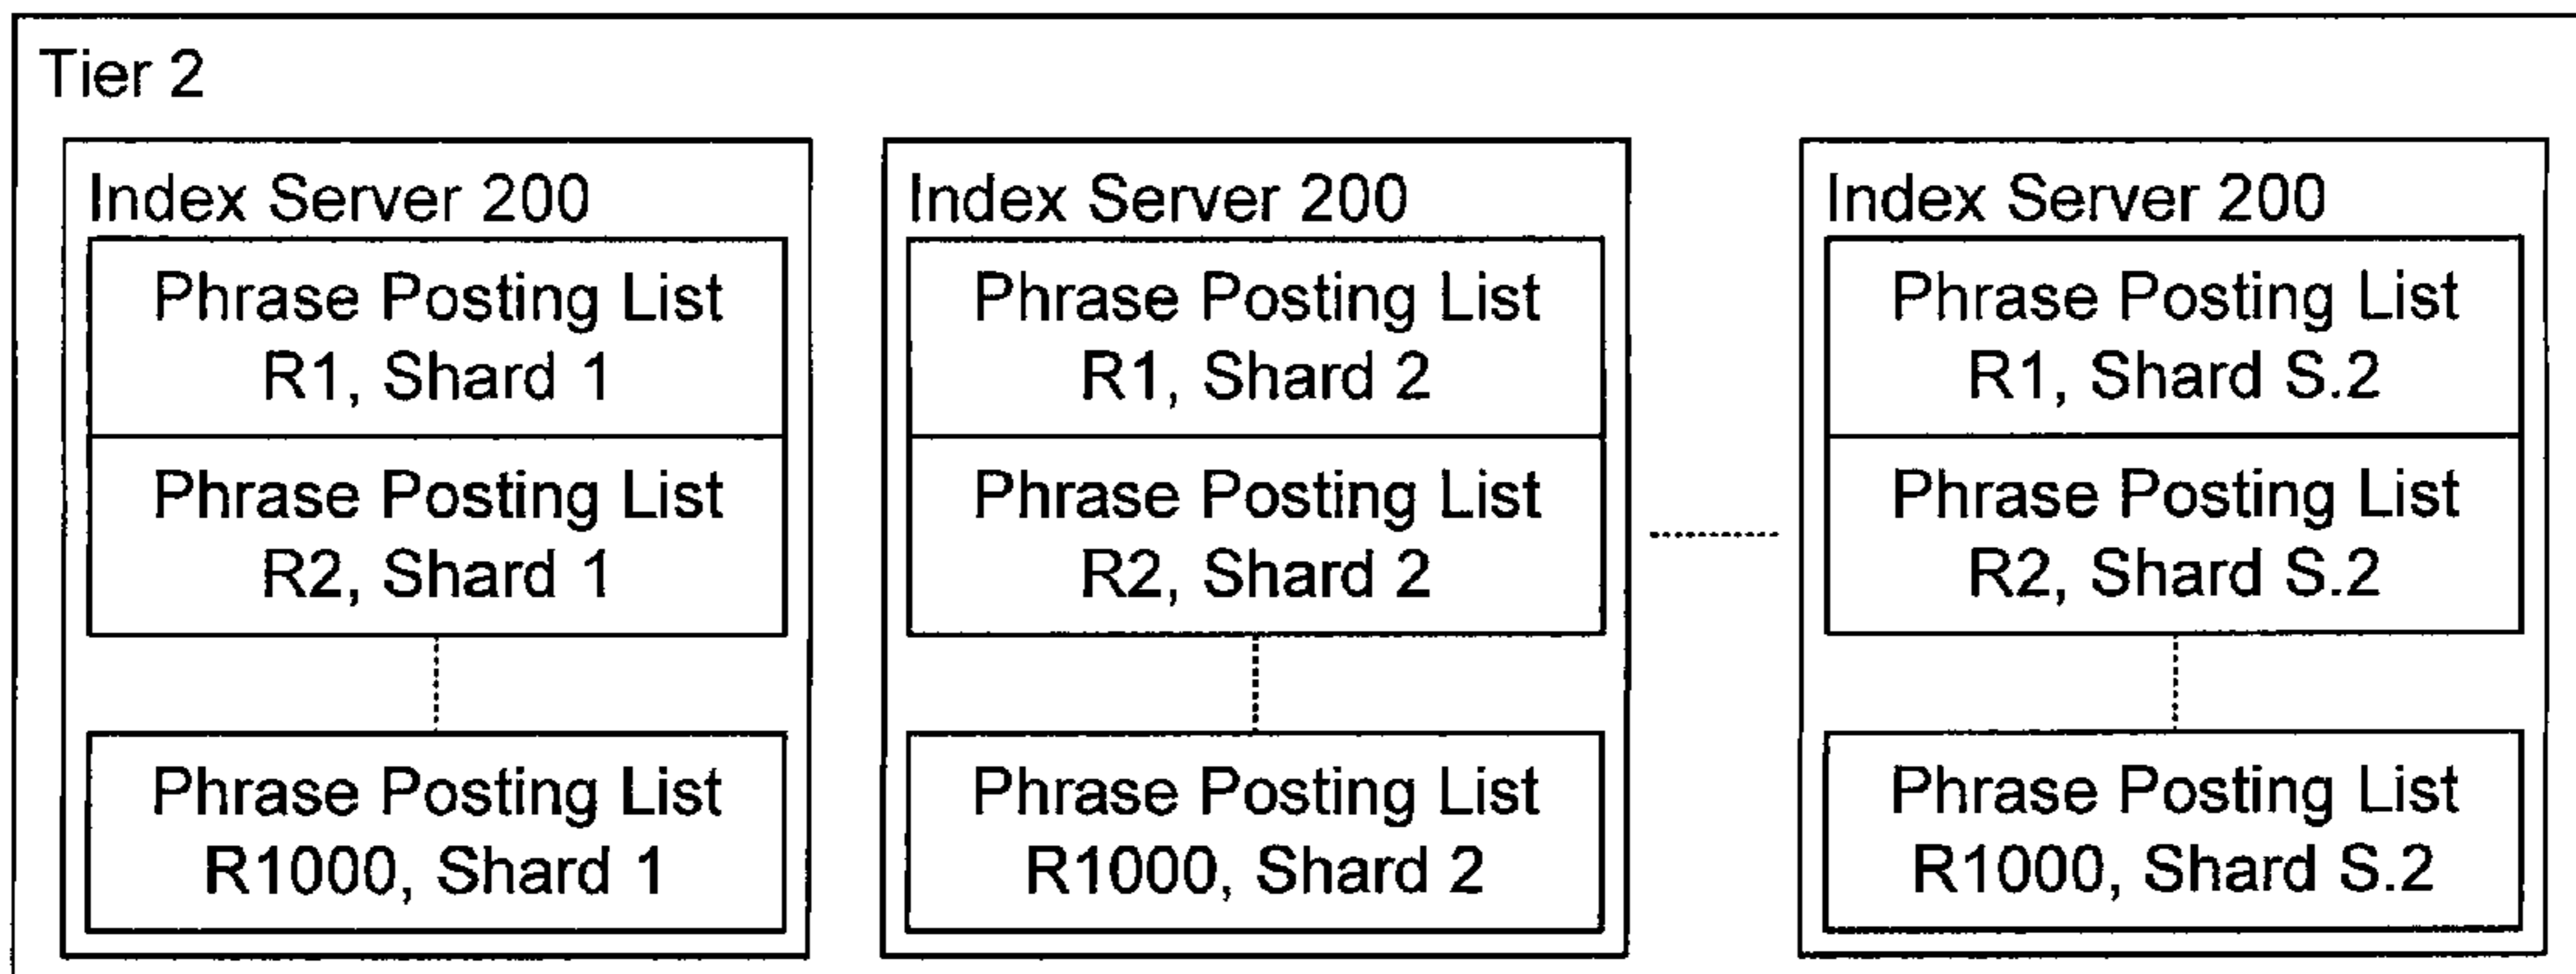 Tier 2
Index Server 200
Phrase Posting List
R1, Shard 1
Phrase Posting List
R2, Shard 1
Phrase Posting List
R1000, Shard 1
Index Server 200
Phrase Posting List
R1, Shard 2
Phrase Posting List
R2, Shard 2
Phrase Posting List
R1000, Shard 2
Index Server 200
Phrase Posting List
R1, Shard S.2
Phrase Posting List
R2, Shard S.2
Phrase Posting List
R1000, Shard S.2